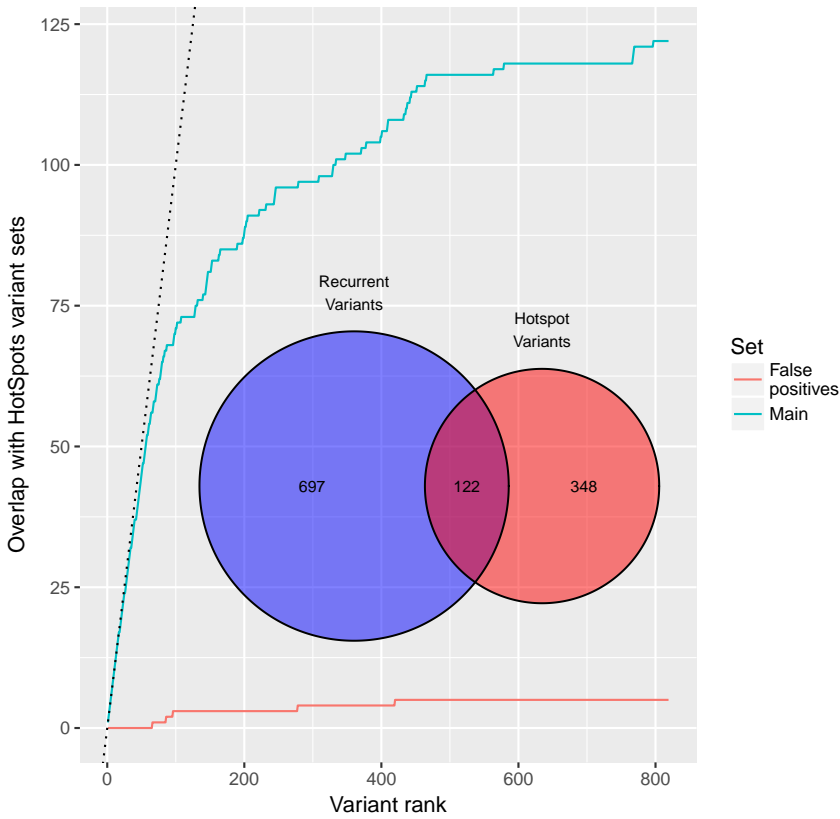 125
100
75
50
25
0
Overlap with HotSpots variant sets
0
200
400
600
800
Variant rank
Recurrent
Variants
Hotspot
Variants
697
122
348
Set
False
positives
Main